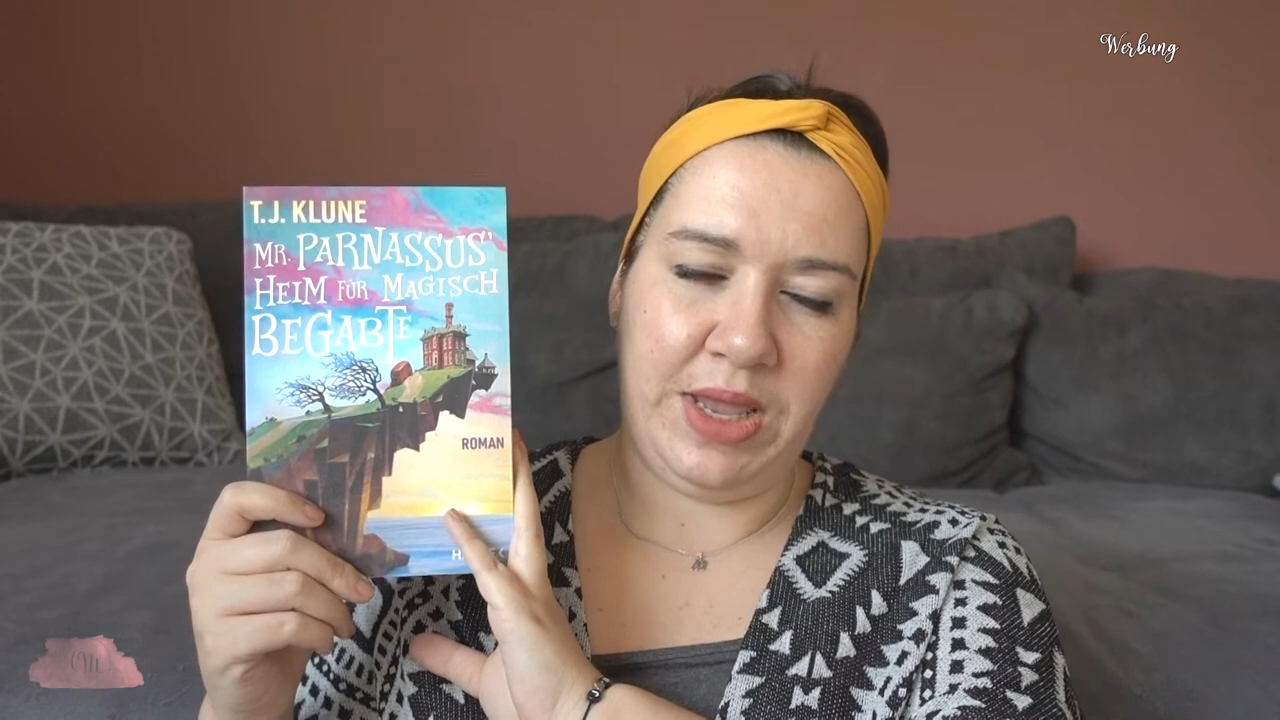 Werbung
T.J. KLUNE
MR. PARNASSUS'
HEIM FÜR MAGISCH
BEGABTE
ROMAN